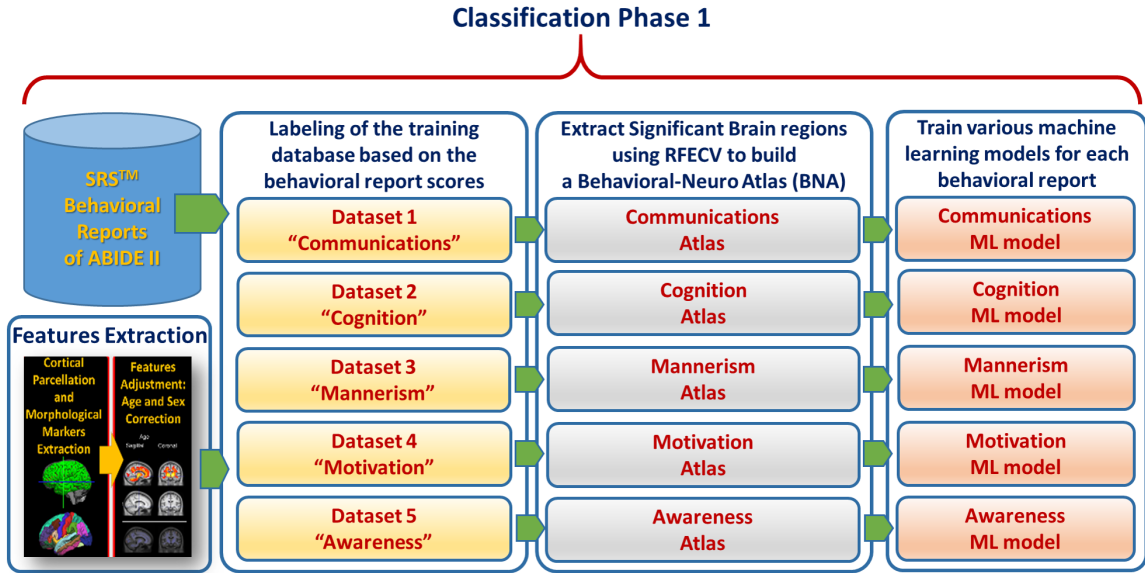 Classification Phase 1
SRS™
Behavioral
Reports
of ABIDE II
Features Extraction
Cortical
Parcellation
and
Morphological
Markers
Extraction
Features
Adjustment:
Age and Sex
Correction
Age
Sagittal
Coronal
Labeling of the training
database based on the
behavioral report scores
Dataset 1
“Communications”
Dataset 2
“Cognition”
Dataset 3
“Mannerism”
Dataset 4
“Motivation”
Dataset 5
“Awareness”
Extract Significant Brain regions
using RFECV to build
a Behavioral-Neuro Atlas (BNA)
Communications
Atlas
Cognition
Atlas
Mannerism
Atlas
Motivation
Atlas
Awareness
Atlas
Train various machine
learning models for each
behavioral report
Communications
ML model
Cognition
ML model
Mannerism
ML model
Motivation
ML model
Awareness
ML model